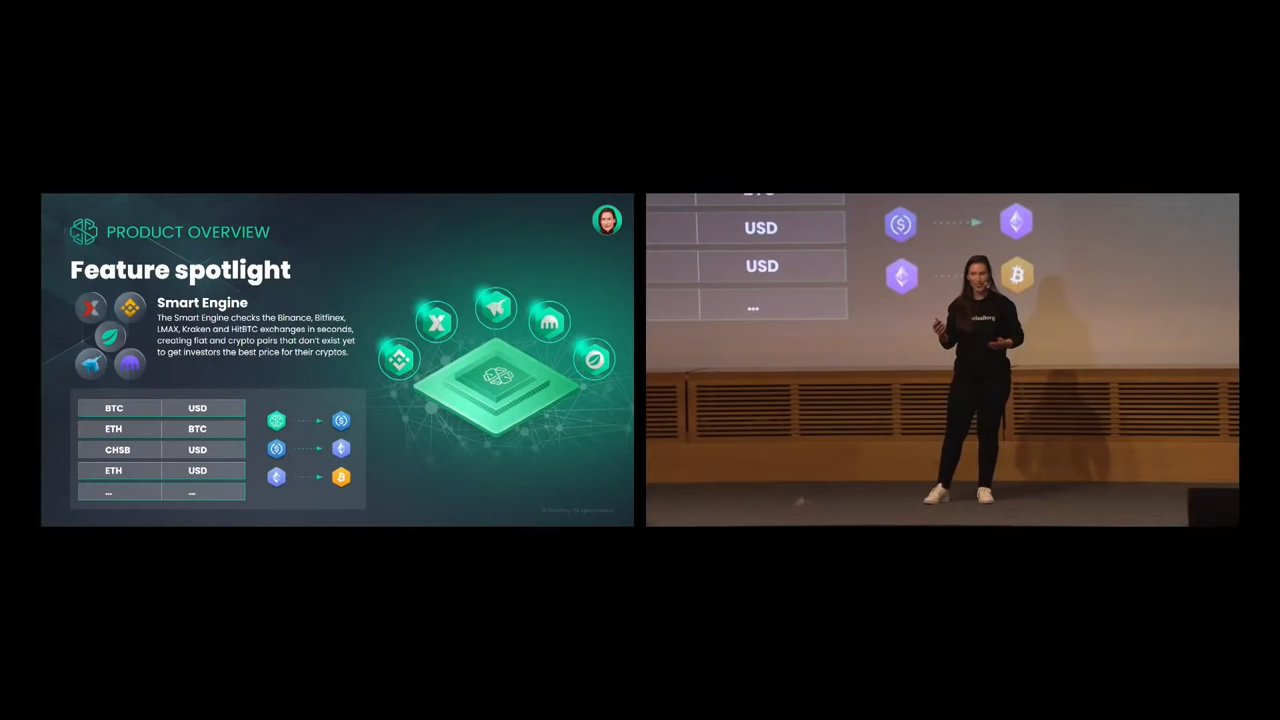 PRODUCT OVERVIEW
Feature spotlight
Smart Engine
The Smart Engine checks the Binance, Bitfinex,
LMAX, Kraken and HitBTC exchanges in seconds,
creating fiat and crypto pairs that don't exist yet
to get investors the best price for their cryptos.
BTC USD
ETH BTC
CHSB USD
ETH USD
... ...
USD
USD
...